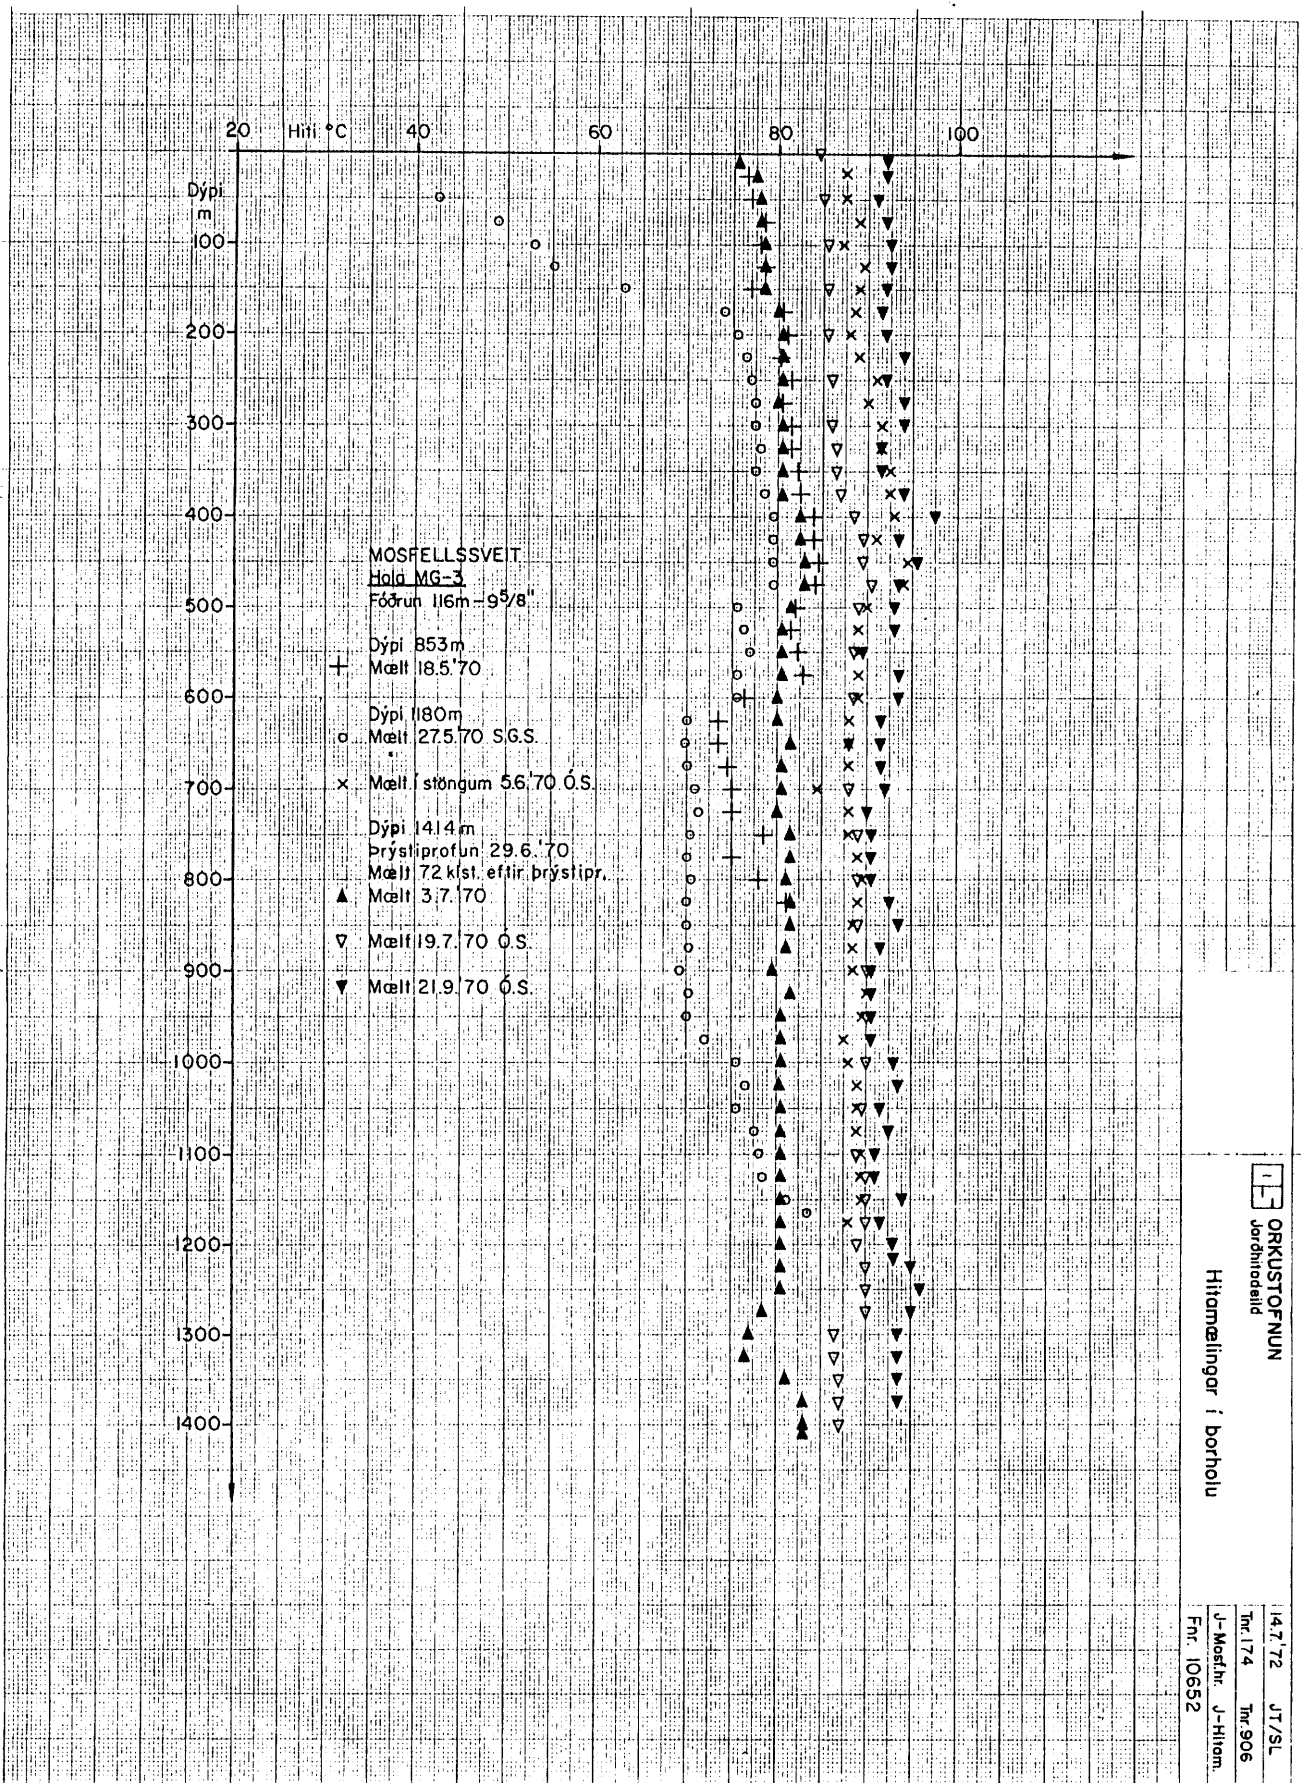 20 Hiti °C 40 60 80 100
Dýpi
m
100
200
300
400
500
600
700
800
900
1000
1100
1200
1300
1400
MOSFELLSSVEIT
Hola MG-3
Fóðrun 116m - 9 5/8"
Dýpi 853m
+ Mælt 18.5.'70
Dýpi 1180m
o Mælt 27.5.'70 S.G.S.
x Mælt í stöngum 5.6.'70 Ó.S.
Dýpi 1414m
Þrýstiprofun 29.6.'70
Mælt 72 klst. eftir þrýstipr.
▲ Mælt 3.7.'70
▽ Mælt 19.7.'70 Ó.S.
▼ Mælt 21.9.'70 Ó.S.
ORKUSTOFNUN
Jarðhitadeild
Hitamælingar í borholu
14.7.'72 JT/SL
Tnr. 174 Tnr. 906
J-Mosf.hr. J-Hitam.
Fnr. 10652